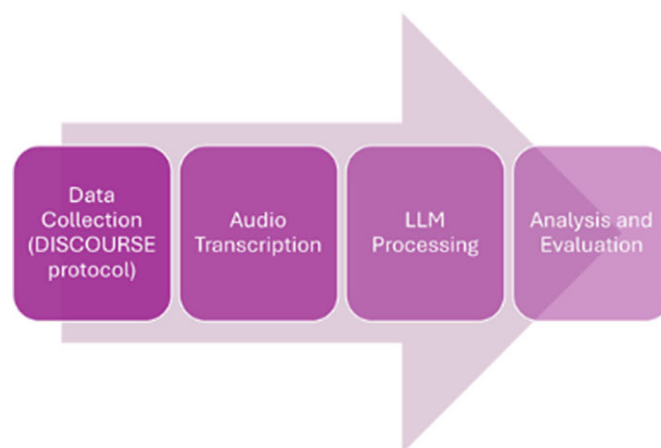 Data
Collection
(DISCOURSE
protocol)
Audio
Transcription
LLM
Processing
Analysis and
Evaluation